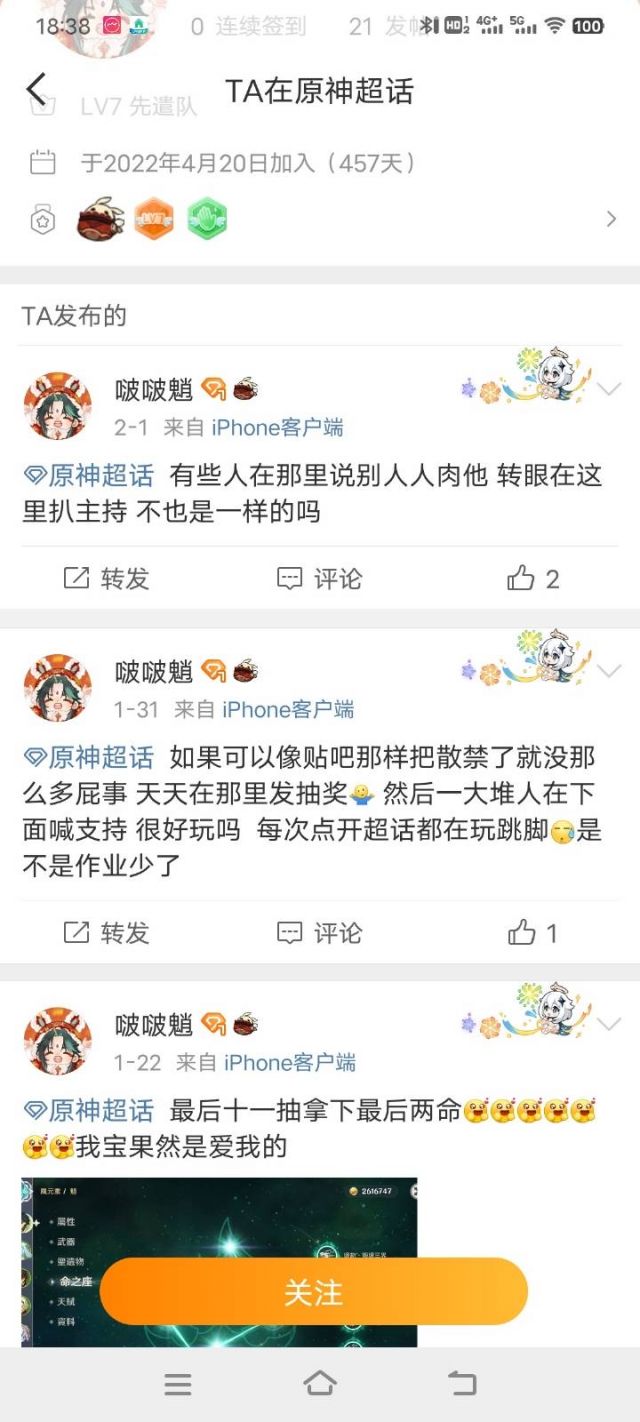 18:38
0 连续签到 21 发帖
HD 1 2 4G+ 5G 100
TA在原神超话
LV7 先遣队
于2022年4月20日加入（457天）
LV7
TA发布的
啵啵魈
2-1 来自 iPhone客户端
原神超话 有些人在那里说别人人肉他 转眼在这
里扒主持 不也是一样的吗
转发 评论 2
啵啵魈
1-31 来自 iPhone客户端
原神超话 如果可以像贴吧那样把散禁了就没那
么多屁事 天天在那里发抽奖🤷 然后一大堆人在下
面喊支持 很好玩吗 每次点开超话都在玩跳脚😪是
不是作业少了
转发 评论 1
啵啵魈
1-22 来自 iPhone客户端
原神超话 最后十一抽拿下最后两命🥰🥰🥰🥰🥰
🥰🥰我宝果然是爱我的
風元素 / 魈 2616747
屬性
武器
聖遺物
命之座
天賦
資料
关注